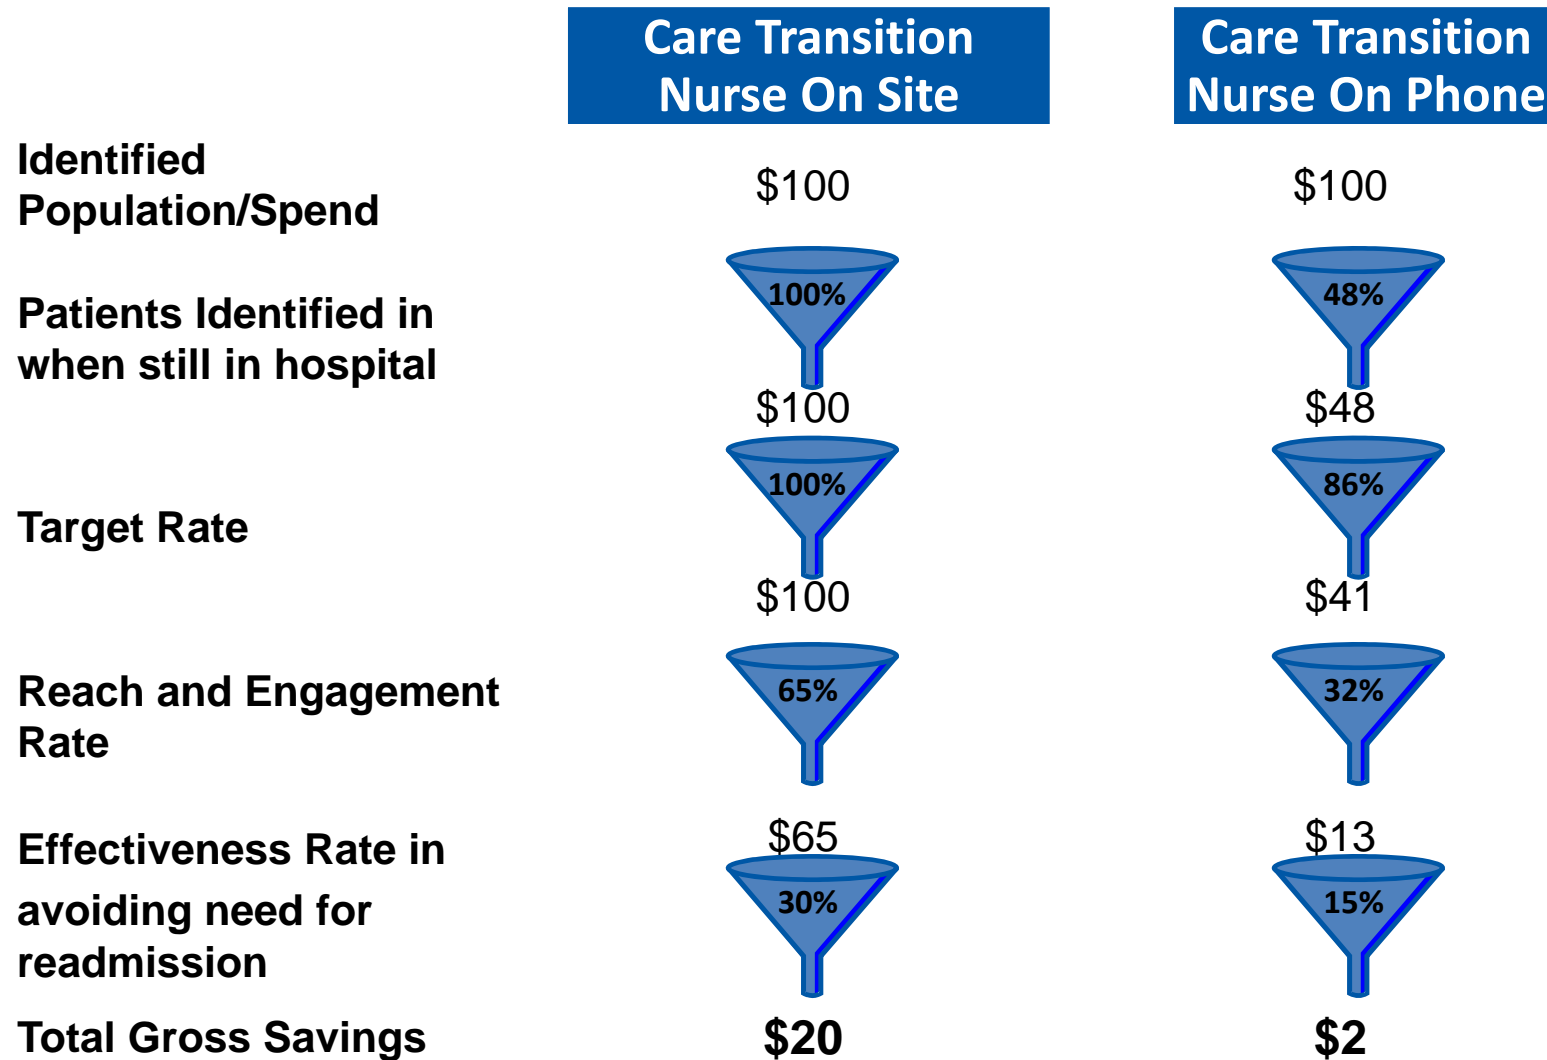 Care Transition
Nurse On Site
Care Transition
Nurse On Phone
Identified
Population/Spend
$100
$100
Patients Identified in
when still in hospital
100%
48%
$100
$48
Target Rate
100%
86%
$100
$41
Reach and Engagement
Rate
65%
32%
$65
$13
Effectiveness Rate in
avoiding need for
readmission
30%
15%
Total Gross Savings
$20
$2